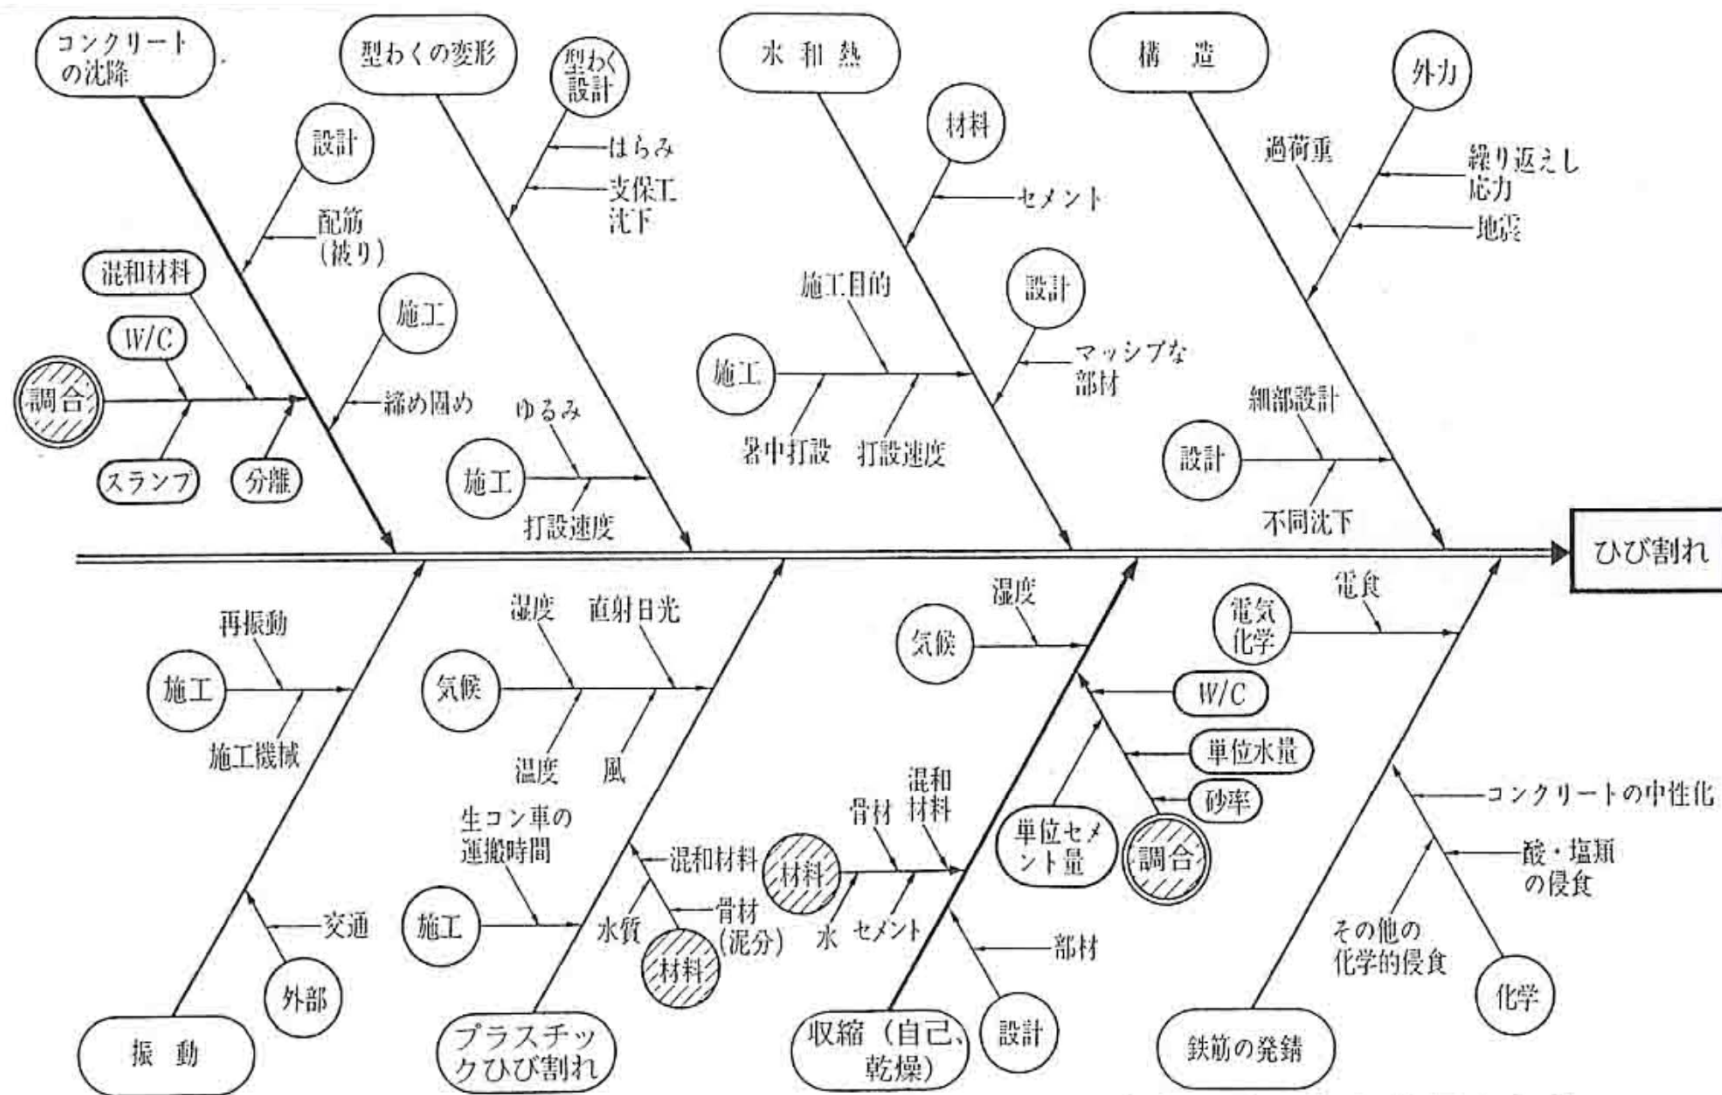 コンクリート
の沈降
型わくの変形
水和熱
構造
設計
配筋
(被り)
混和材料
W/C
調合
スランプ
分離
施工
締め固め
型わく
設計
はらみ
支保工
沈下
ゆるみ
施工
打設速度
材料
セメント
施工目的
施工
暑中打設
打設速度
設計
マッシブな
部材
外力
過荷重
繰り返えし
応力
地震
細部設計
設計
不同沈下
ひび割れ
再振動
施工
施工機械
交通
外部
振動
湿度
直射日光
気候
温度
風
生コン車の
運搬時間
施工
混和材料
水質
骨材
(泥分)
材料
プラスチッ
クひび割れ
湿度
気候
W/C
単位水量
砂率
単位セメ
ント量
調合
骨材
混和
材料
材料
水
セメント
部材
設計
収縮(自己、
乾燥)
電食
電気
化学
コンクリートの中性化
酸・塩類
の侵食
その他の
化学的侵食
化学
鉄筋の発錆